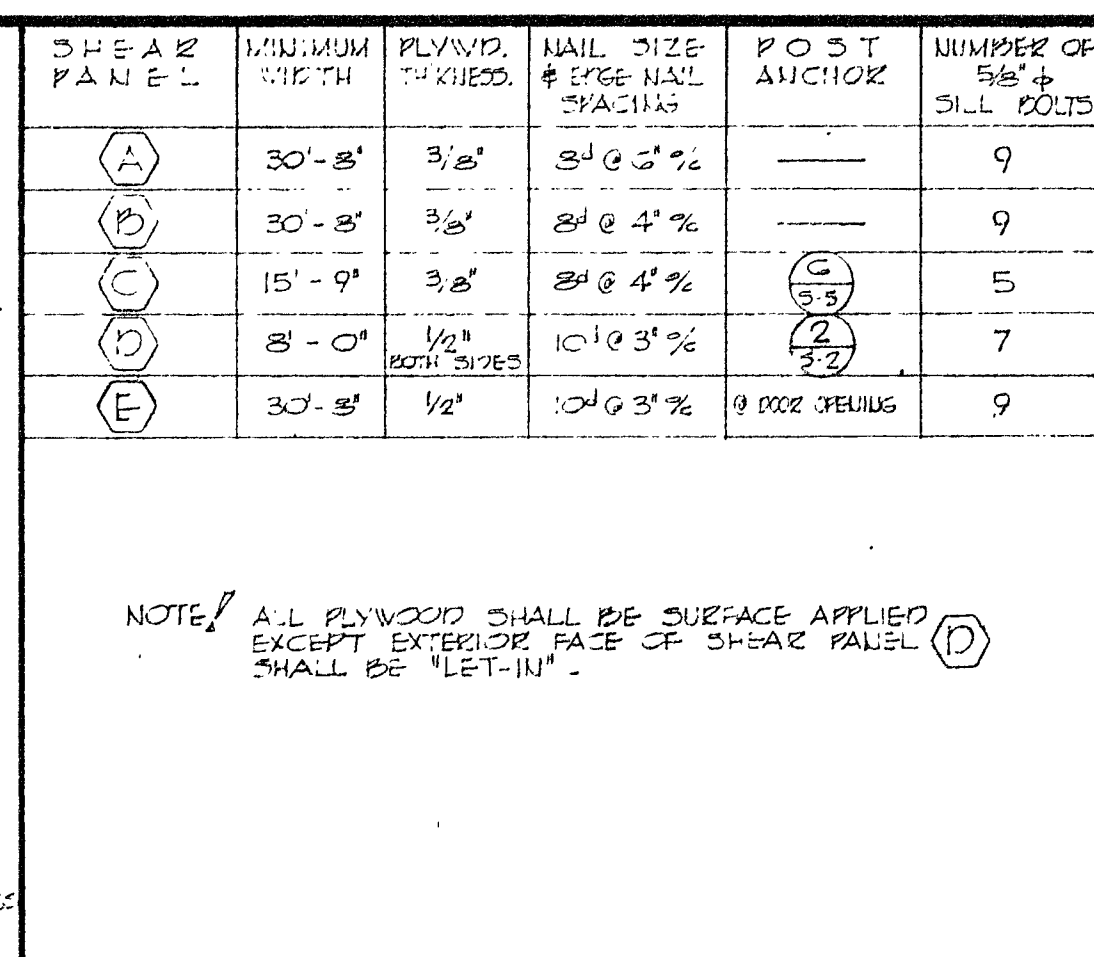 SHEAR PANEL | MINIMUM WIDTH | PLYWD. THKNESS. | NAIL SIZE & EDGE NAIL SPACING | POST ANCHOR | NUMBER OF 5/8" ϕ SILL BOLTS
A | 30'-8" | 3/8" | 8d @ 6" o/c | —— | 9
B | 30'-8" | 3/8" | 8d @ 4" o/c | —— | 9
C | 15'-9" | 3/8" | 8d @ 4" o/c | 6 / S-5 | 5
D | 8'-0" | 1/2" BOTH SIDES | 10d @ 3" o/c | 2 / S-2 | 7
E | 30'-8" | 1/2" | 10d @ 3" o/c | @ DOOR OPENING | 9
NOTE! ALL PLYWOOD SHALL BE SURFACE APPLIED
EXCEPT EXTERIOR FACE OF SHEAR PANEL D
SHALL BE "LET-IN".